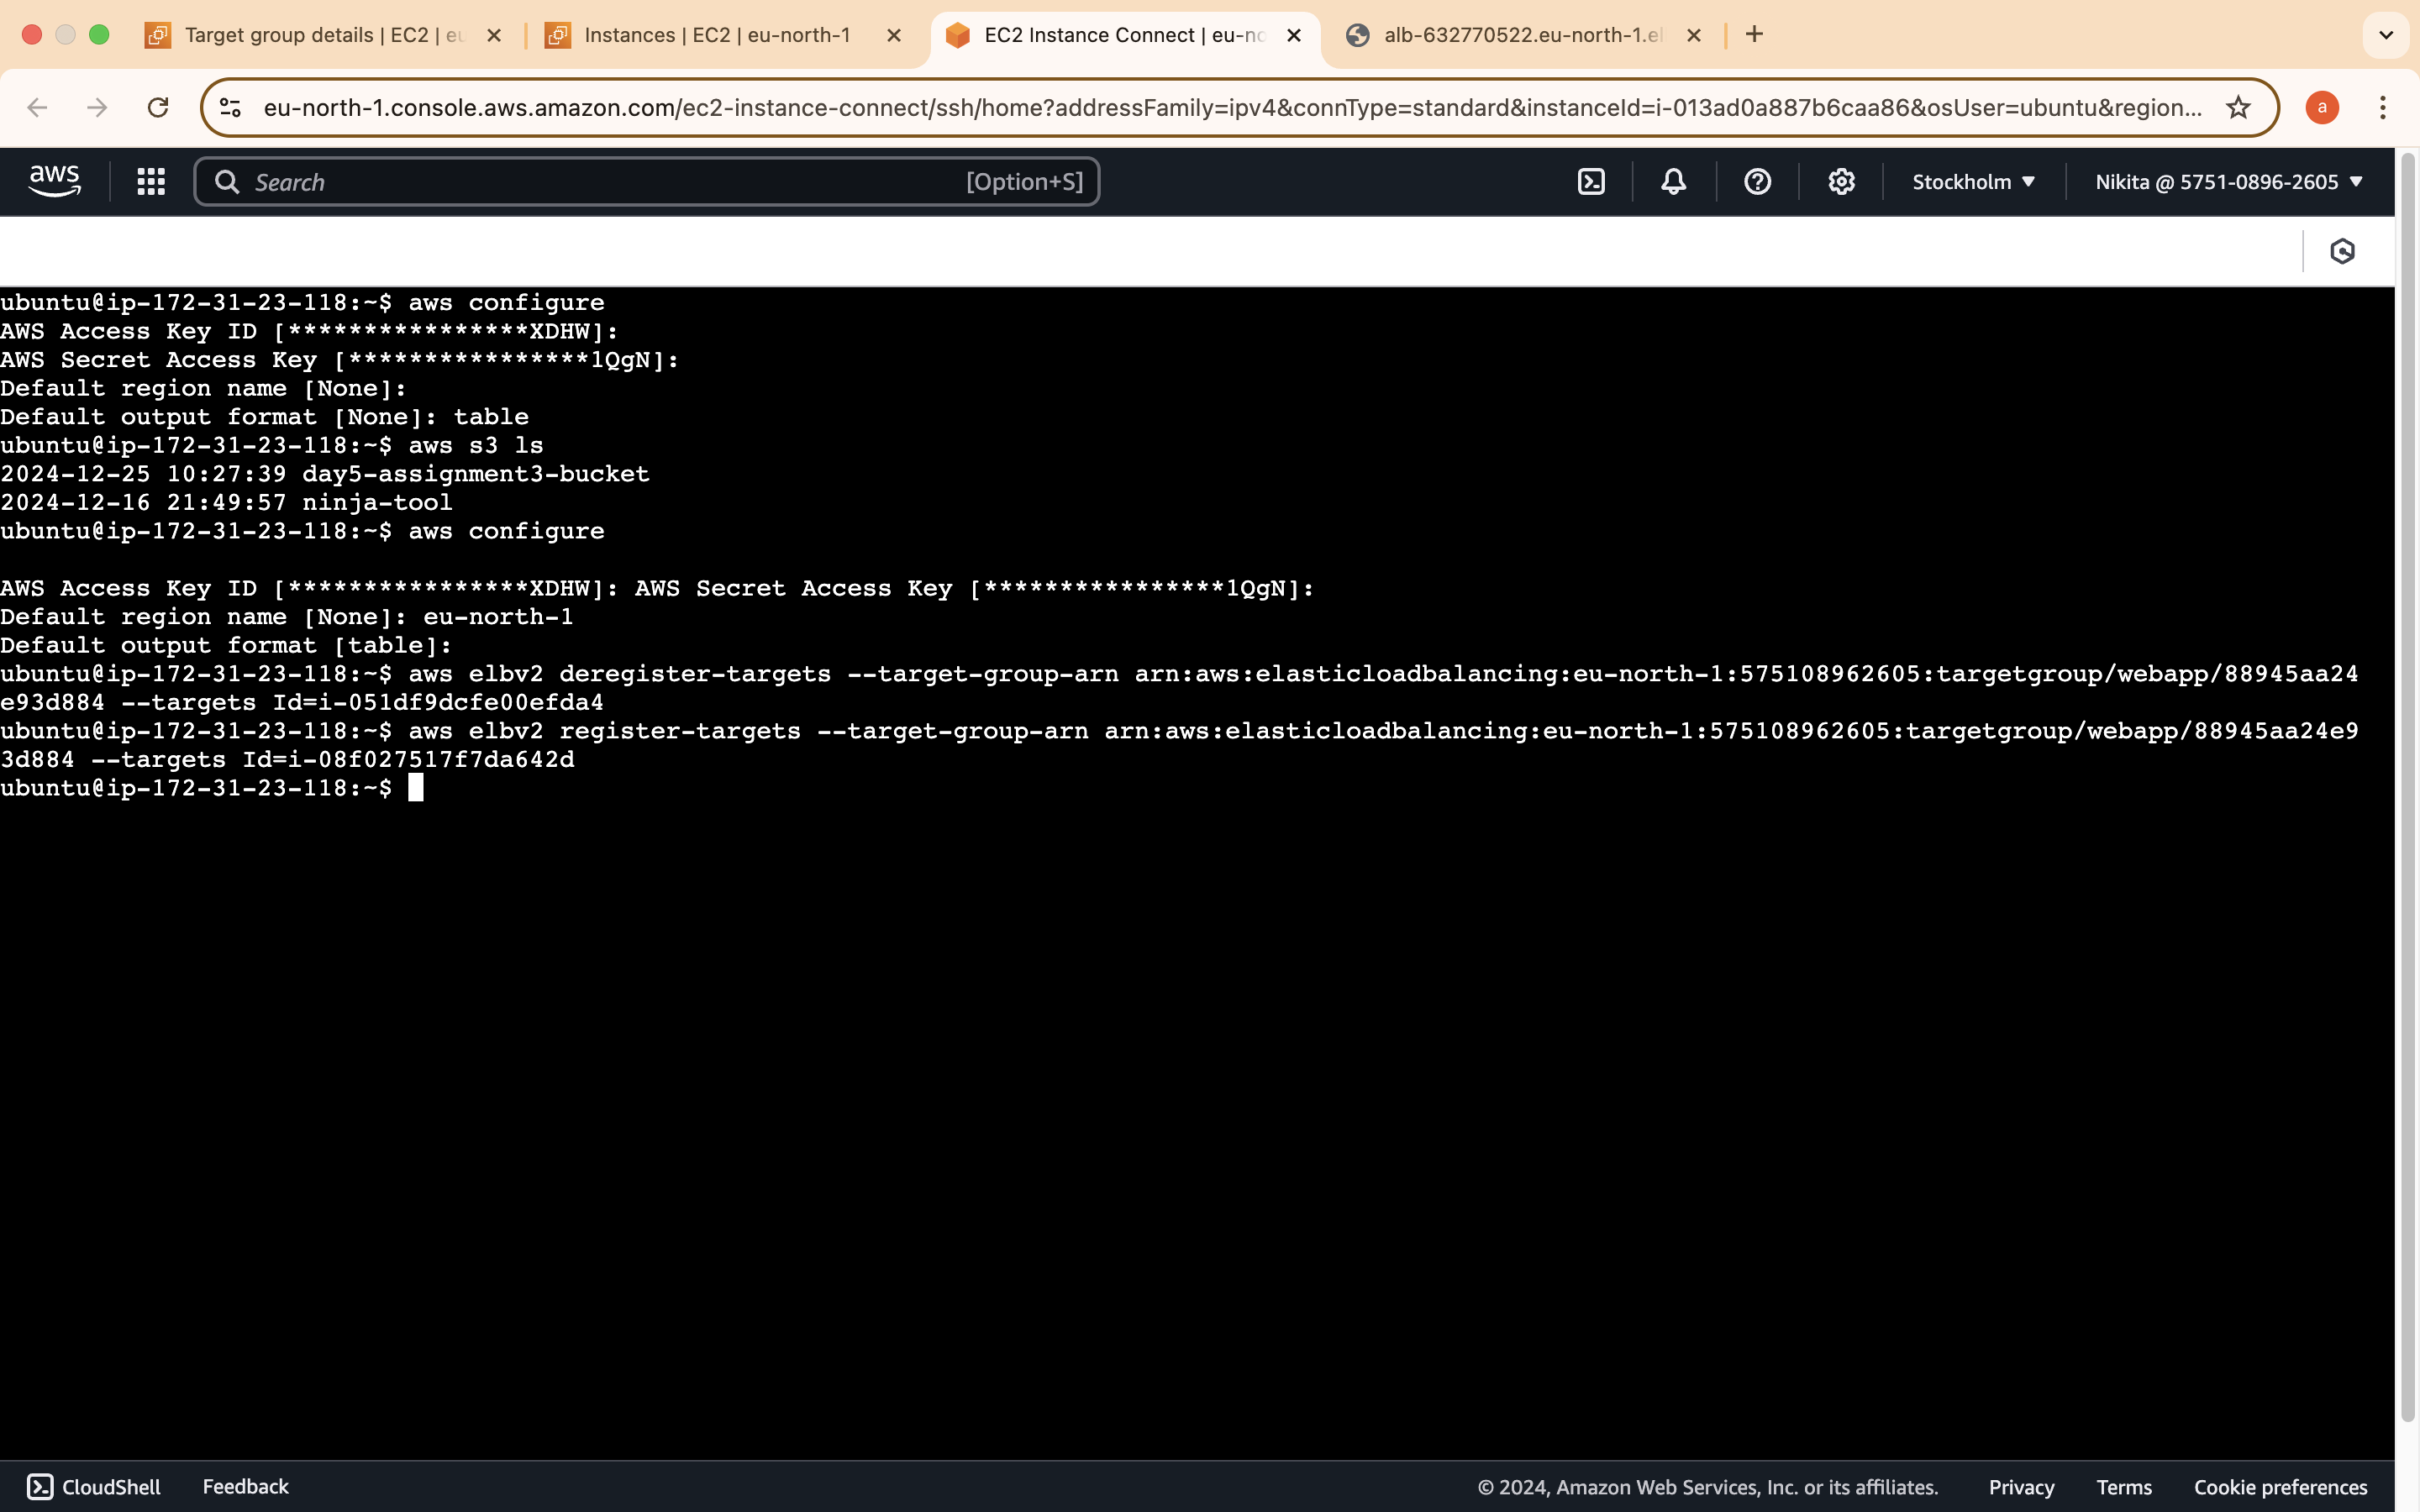 Target group details | EC2 | eu
Instances | EC2 | eu-north-1
EC2 Instance Connect | eu-no
alb-632770522.eu-north-1.el
eu-north-1.console.aws.amazon.com/ec2-instance-connect/ssh/home?addressFamily=ipv4&connType=standard&instanceId=i-013ad0a887b6caa86&osUser=ubuntu&region...
a
aws
Search
[Option+S]
Stockholm
Nikita @ 5751-0896-2605
ubuntu@ip-172-31-23-118:~$ aws configure
AWS Access Key ID [****************XDHW]:
AWS Secret Access Key [****************1QgN]:
Default region name [None]:
Default output format [None]: table
ubuntu@ip-172-31-23-118:~$ aws s3 ls
2024-12-25 10:27:39 day5-assignment3-bucket
2024-12-16 21:49:57 ninja-tool
ubuntu@ip-172-31-23-118:~$ aws configure
AWS Access Key ID [****************XDHW]: AWS Secret Access Key [****************1QgN]:
Default region name [None]: eu-north-1
Default output format [table]:
ubuntu@ip-172-31-23-118:~$ aws elbv2 deregister-targets --target-group-arn arn:aws:elasticloadbalancing:eu-north-1:575108962605:targetgroup/webapp/88945aa24
e93d884 --targets Id=i-051df9dcfe00efda4
ubuntu@ip-172-31-23-118:~$ aws elbv2 register-targets --target-group-arn arn:aws:elasticloadbalancing:eu-north-1:575108962605:targetgroup/webapp/88945aa24e9
3d884 --targets Id=i-08f027517f7da642d
ubuntu@ip-172-31-23-118:~$
CloudShell
Feedback
© 2024, Amazon Web Services, Inc. or its affiliates.
Privacy
Terms
Cookie preferences